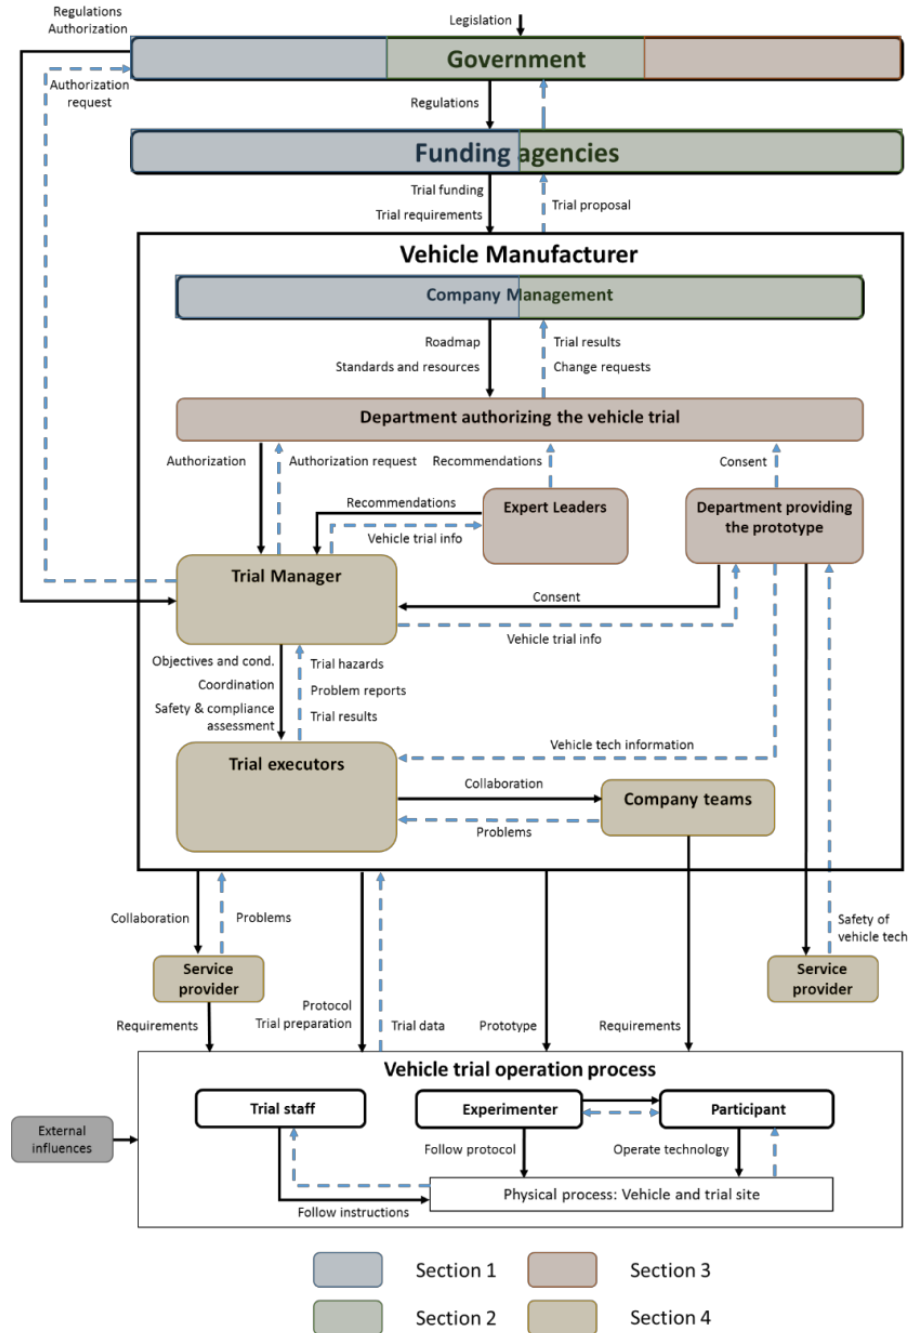 Regulations
Authorization
Legislation
Government
Authorization
request
Regulations
Funding agencies
Trial funding
Trial requirements
Trial proposal
Vehicle Manufacturer
Company Management
Roadmap
Standards and resources
Trial results
Change requests
Department authorizing the vehicle trial
Authorization
Authorization request
Recommendations
Consent
Recommendations
Vehicle trial info
Expert Leaders
Department providing
the prototype
Trial Manager
Consent
Vehicle trial info
Objectives and cond.
Coordination
Safety & compliance
assessment
Trial hazards
Problem reports
Trial results
Vehicle tech information
Trial executors
Collaboration
Problems
Company teams
Collaboration
Problems
Safety of
vehicle tech
Service
provider
Service
provider
Requirements
Protocol
Trial preparation
Trial data
Prototype
Requirements
Vehicle trial operation process
Trial staff
Experimenter
Participant
External
influences
Follow protocol
Operate technology
Physical process: Vehicle and trial site
Follow instructions
Section 1
Section 3
Section 2
Section 4